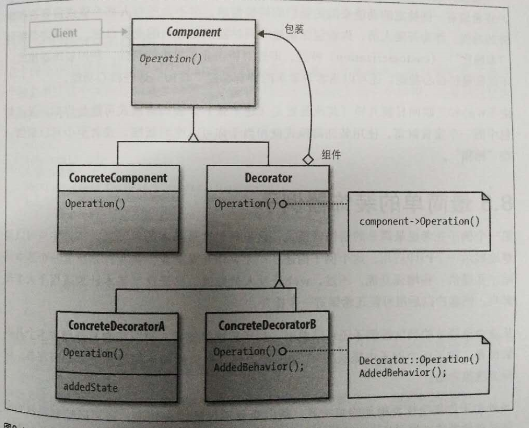 Client
Component
Operation()
包装
组件
ConcreteComponent
Operation()
Decorator
Operation()
component->Operation()
ConcreteDecoratorA
Operation()
addedState
ConcreteDecoratorB
Operation()
AddedBehavior();
Decorator::Operation()
AddedBehavior();